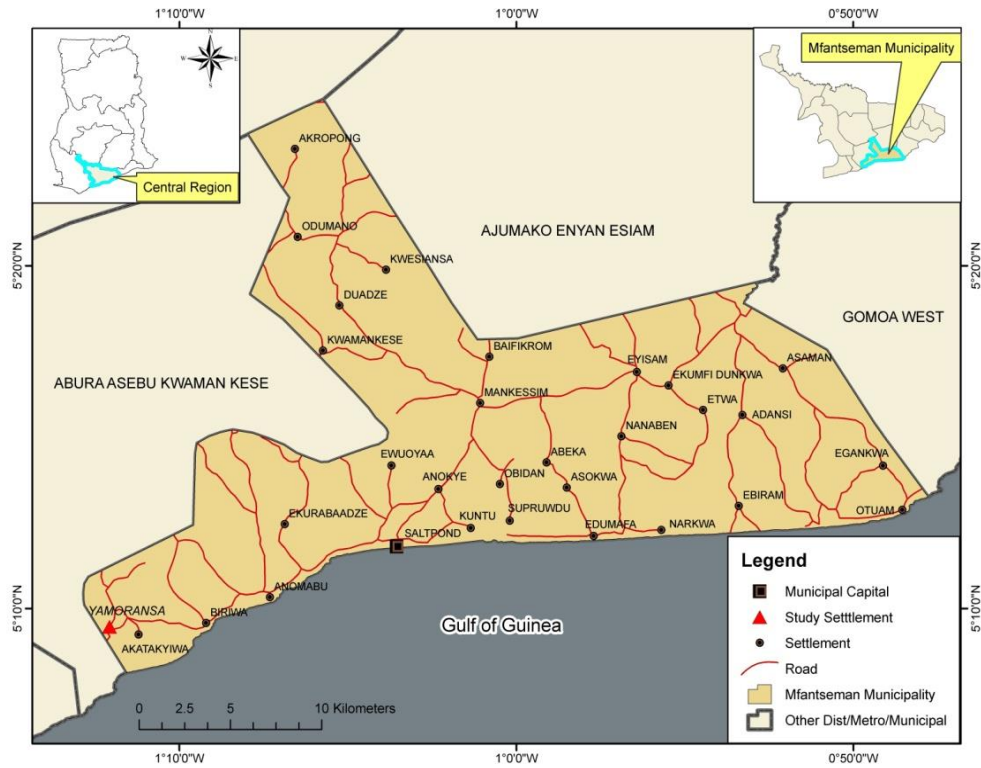 1°10'0"W
1°0'0"W
0°50'0"W
N
W
E
S
Central Region
Mfantseman Municipality
AKROPONG
ODUMANO
KWESIANSA
AJUMAKO ENYAN ESIAM
5°20'0"N
5°20'0"N
DUADZE
GOMOA WEST
KWAMANKESE
BAIFIKROM
EYISAM
ASAMAN
EKUMFI DUNKWA
ABURA ASEBU KWAMAN KESE
MANKESSIM
ETWA
ADANSI
NANABEN
EWUOYAA
ABEKA
EGANKWA
ANOKYE
OBIDAN
ASOKWA
EKURABAADZE
SUPRUWDU
EBIRAM
OTUAM
KUNTU
SALTPOND
EDUMAFA
NARKWA
ANOMABU
5°10'0"N
5°10'0"N
YAMORANSA
BIRIWA
AKATAKYIWA
Gulf of Guinea
0 2.5 5 10 Kilometers
Legend
Municipal Capital
Study Setttlement
Settlement
Road
Mfantseman Municipality
Other Dist/Metro/Municipal
1°10'0"W
1°0'0"W
0°50'0"W